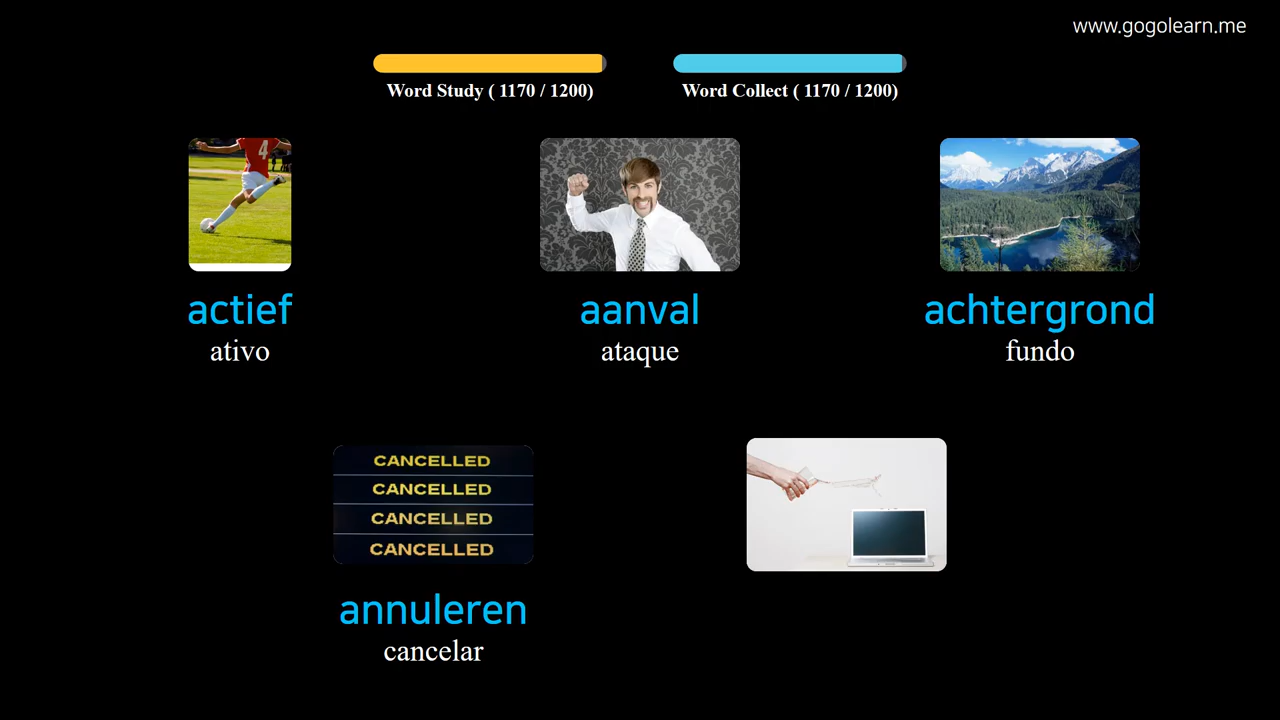 www.gogolearn.me
Word Study ( 1170 / 1200)
Word Collect ( 1170 / 1200)
4
actief
ativo
aanval
ataque
achtergrond
fundo
CANCELLED
CANCELLED
CANCELLED
CANCELLED
annuleren
cancelar